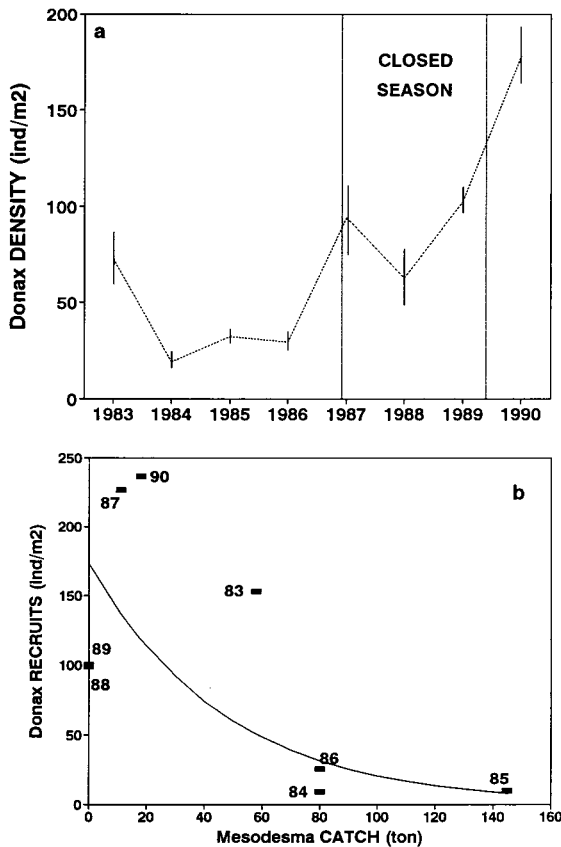 a
CLOSED
SEASON
Donax DENSITY (ind/m2)
200
150
100
50
0
1983 1984 1985 1986 1987 1988 1989 1990
b
Donax RECRUITS (Ind/m2)
250
200
150
100
50
0
90
87
83
89
88
86
84
85
0 20 40 60 80 100 120 140 160
Mesodesma CATCH (ton)